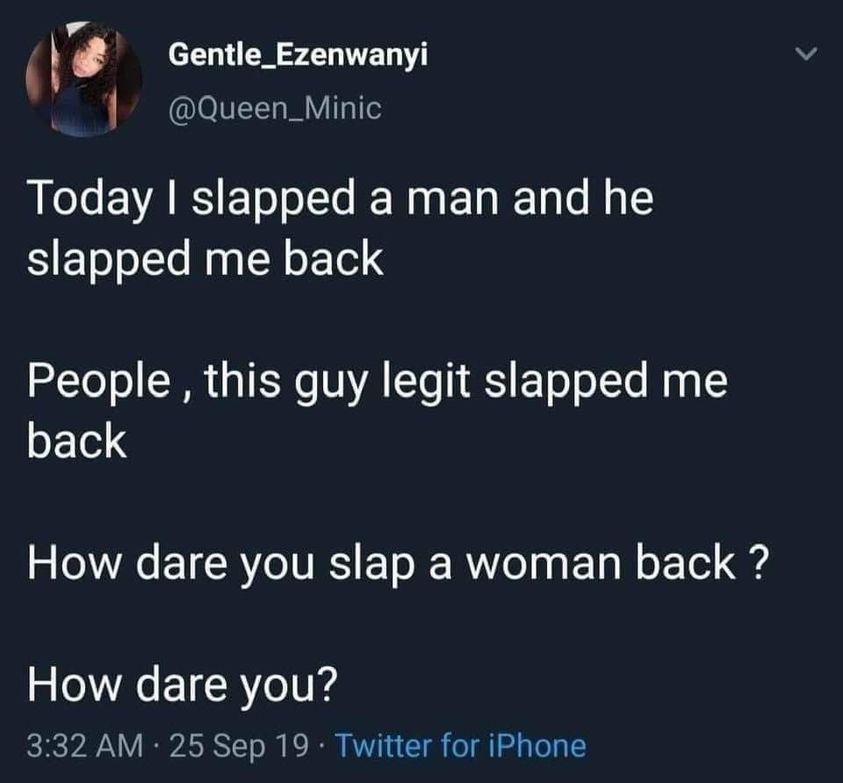 Gentle_Ezenwanyi
@Queen_Minic
Today I slapped a man and he
slapped me back
People , this guy legit slapped me
back
How dare you slap a woman back ?
How dare you?
3:32 AM · 25 Sep 19 · Twitter for iPhone